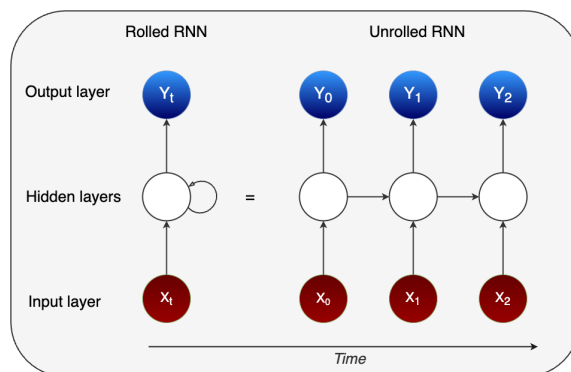 Rolled RNN Unrolled RNN
Output layer Yt Y0 Y1 Y2
Hidden layers =
Input layer Xt X0 X1 X2
Time